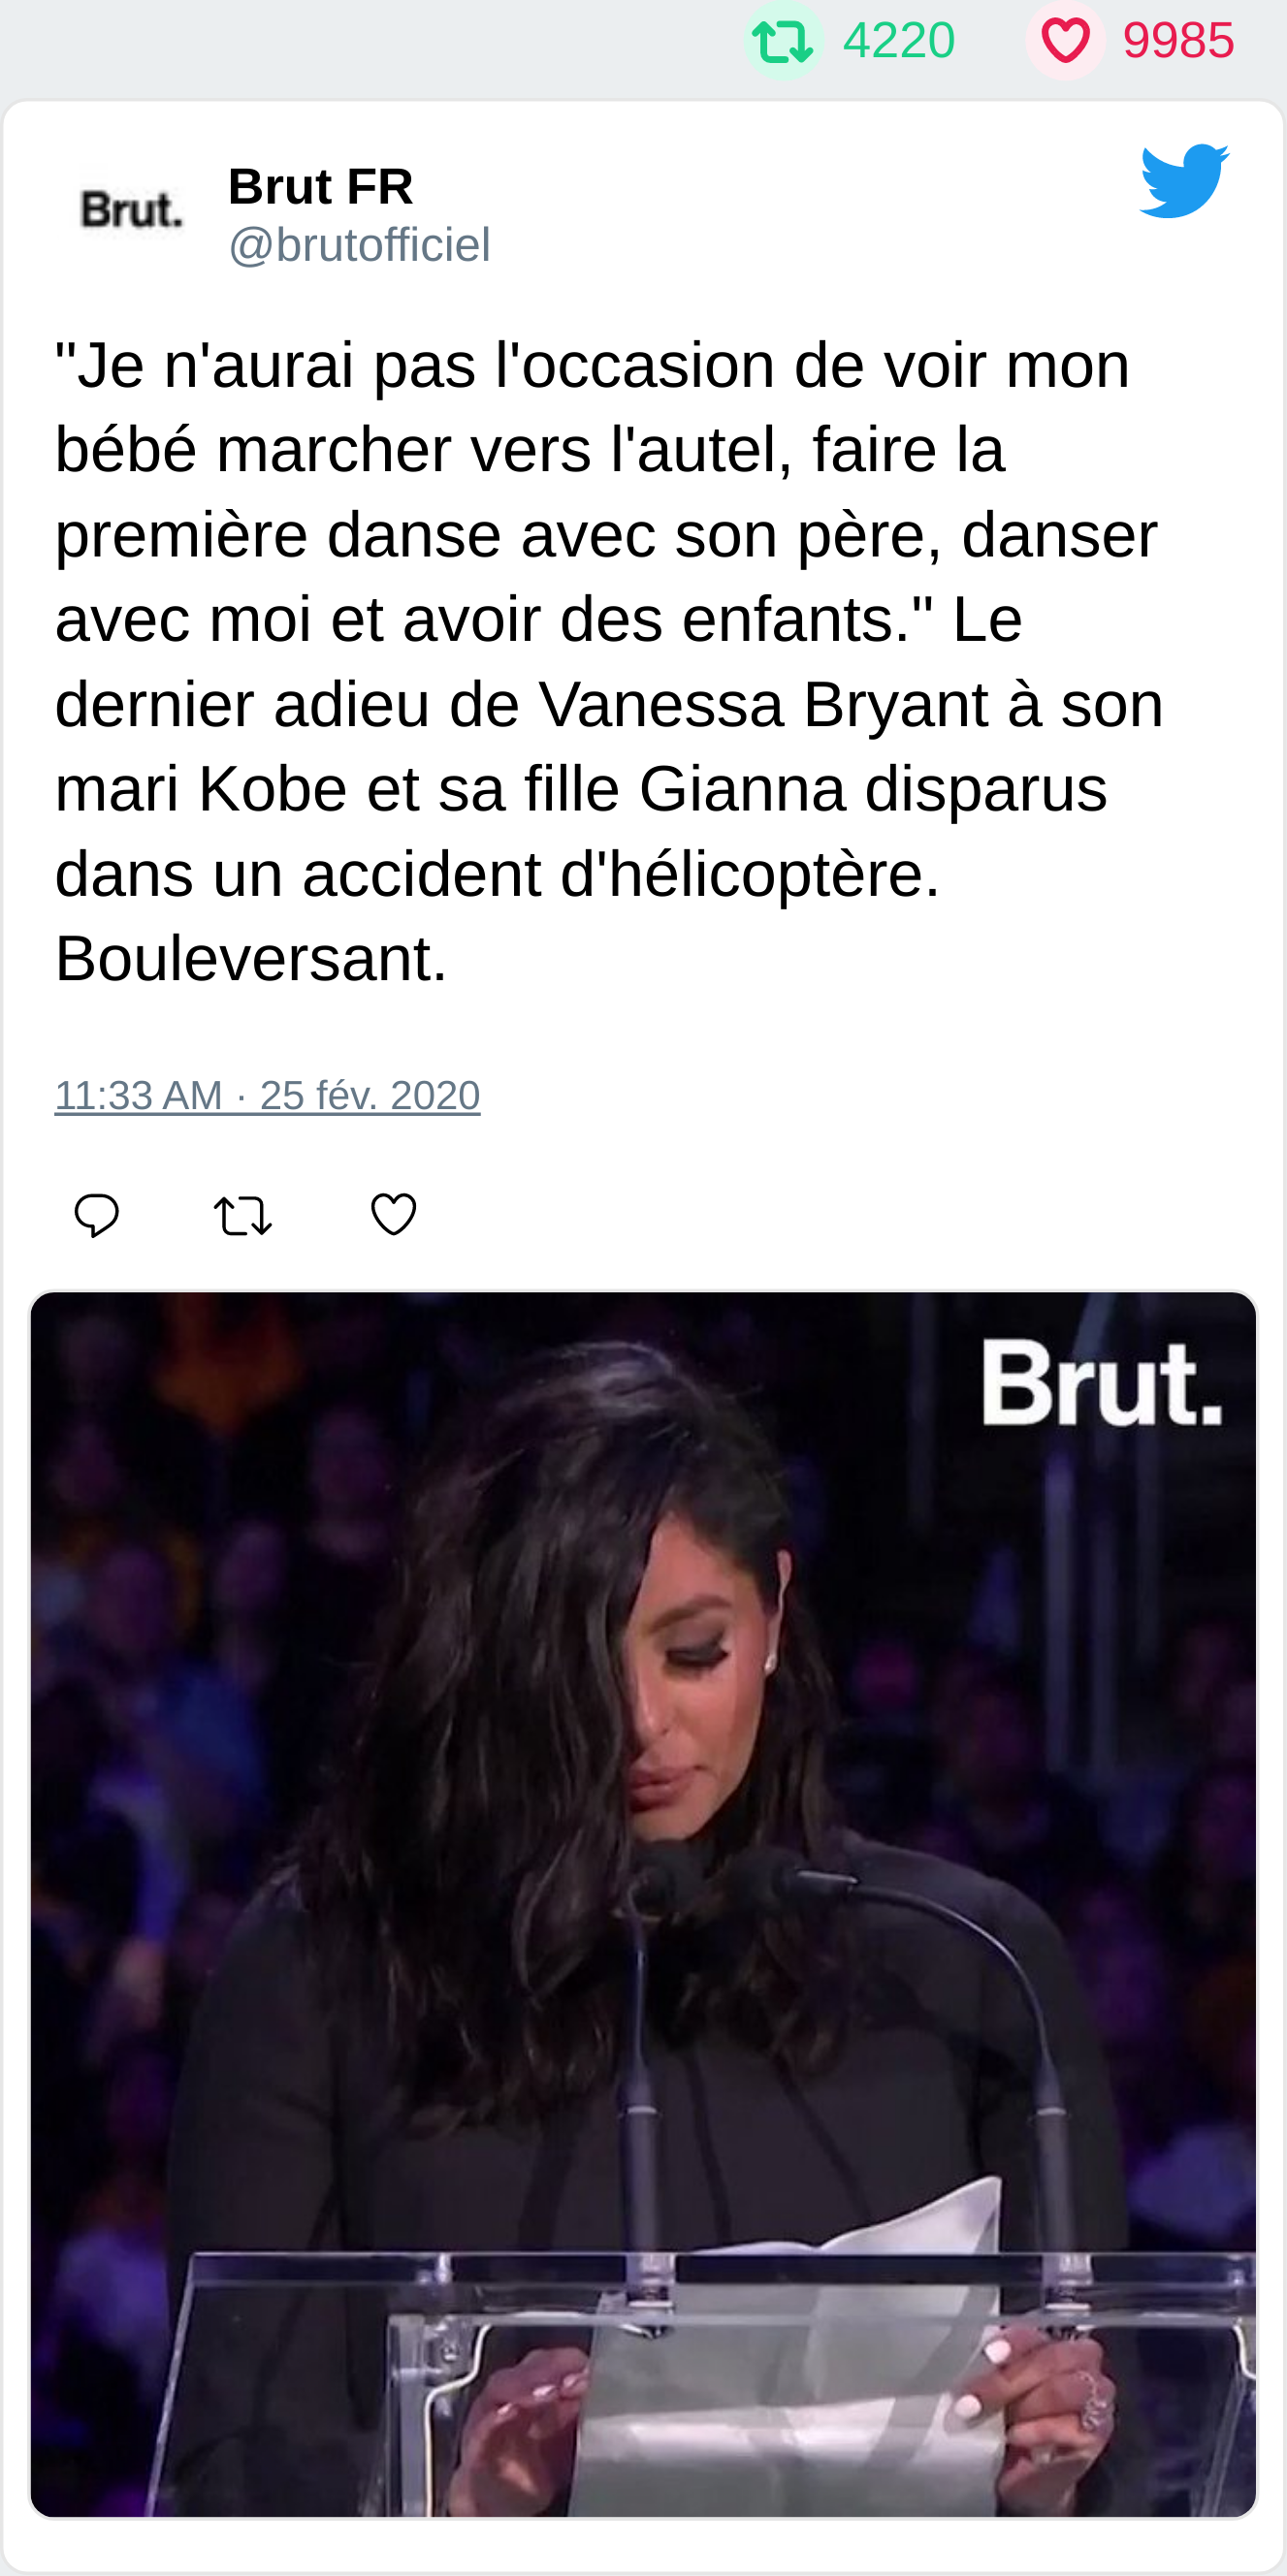 4220 9985
Brut. Brut FR
@brutofficiel
"Je n'aurai pas l'occasion de voir mon
bébé marcher vers l'autel, faire la
première danse avec son père, danser
avec moi et avoir des enfants." Le
dernier adieu de Vanessa Bryant à son
mari Kobe et sa fille Gianna disparus
dans un accident d'hélicoptère.
Bouleversant.
11:33 AM · 25 fév. 2020
Brut.